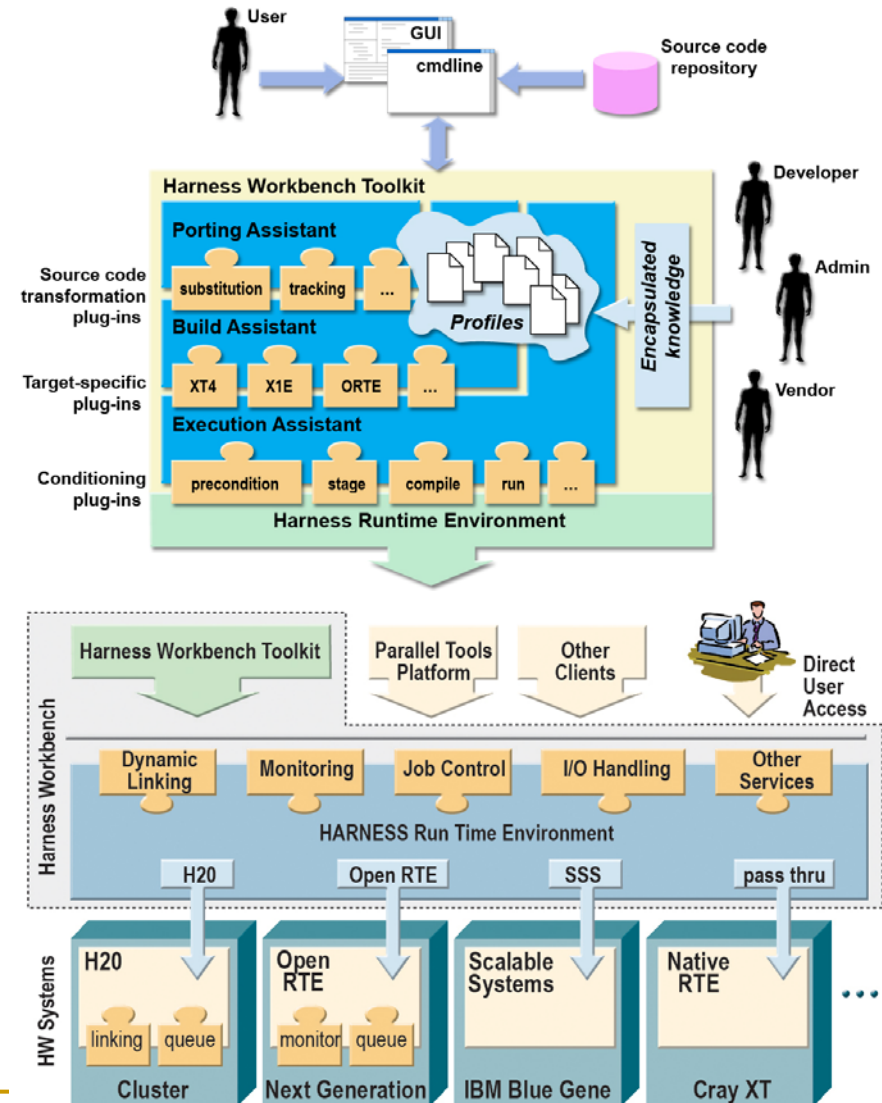 User
GUI
cmdline
Source code
repository
Harness Workbench Toolkit
Developer
Porting Assistant
Source code
transformation
plug-ins
substitution
tracking
...
Profiles
Encapsulated
knowledge
Admin
Build Assistant
Target-specific
plug-ins
XT4
X1E
ORTE
...
Vendor
Execution Assistant
Conditioning
plug-ins
precondition
stage
compile
run
...
Harness Runtime Environment
Harness Workbench
Harness Workbench Toolkit
Parallel Tools
Platform
Other
Clients
Direct
User
Access
Dynamic
Linking
Monitoring
Job Control
I/O Handling
Other
Services
HARNESS Run Time Environment
H20
Open RTE
SSS
pass thru
HW Systems
H20
linking
queue
Cluster
Open
RTE
monitor
queue
Next Generation
Scalable
Systems
IBM Blue Gene
Native
RTE
Cray XT
...